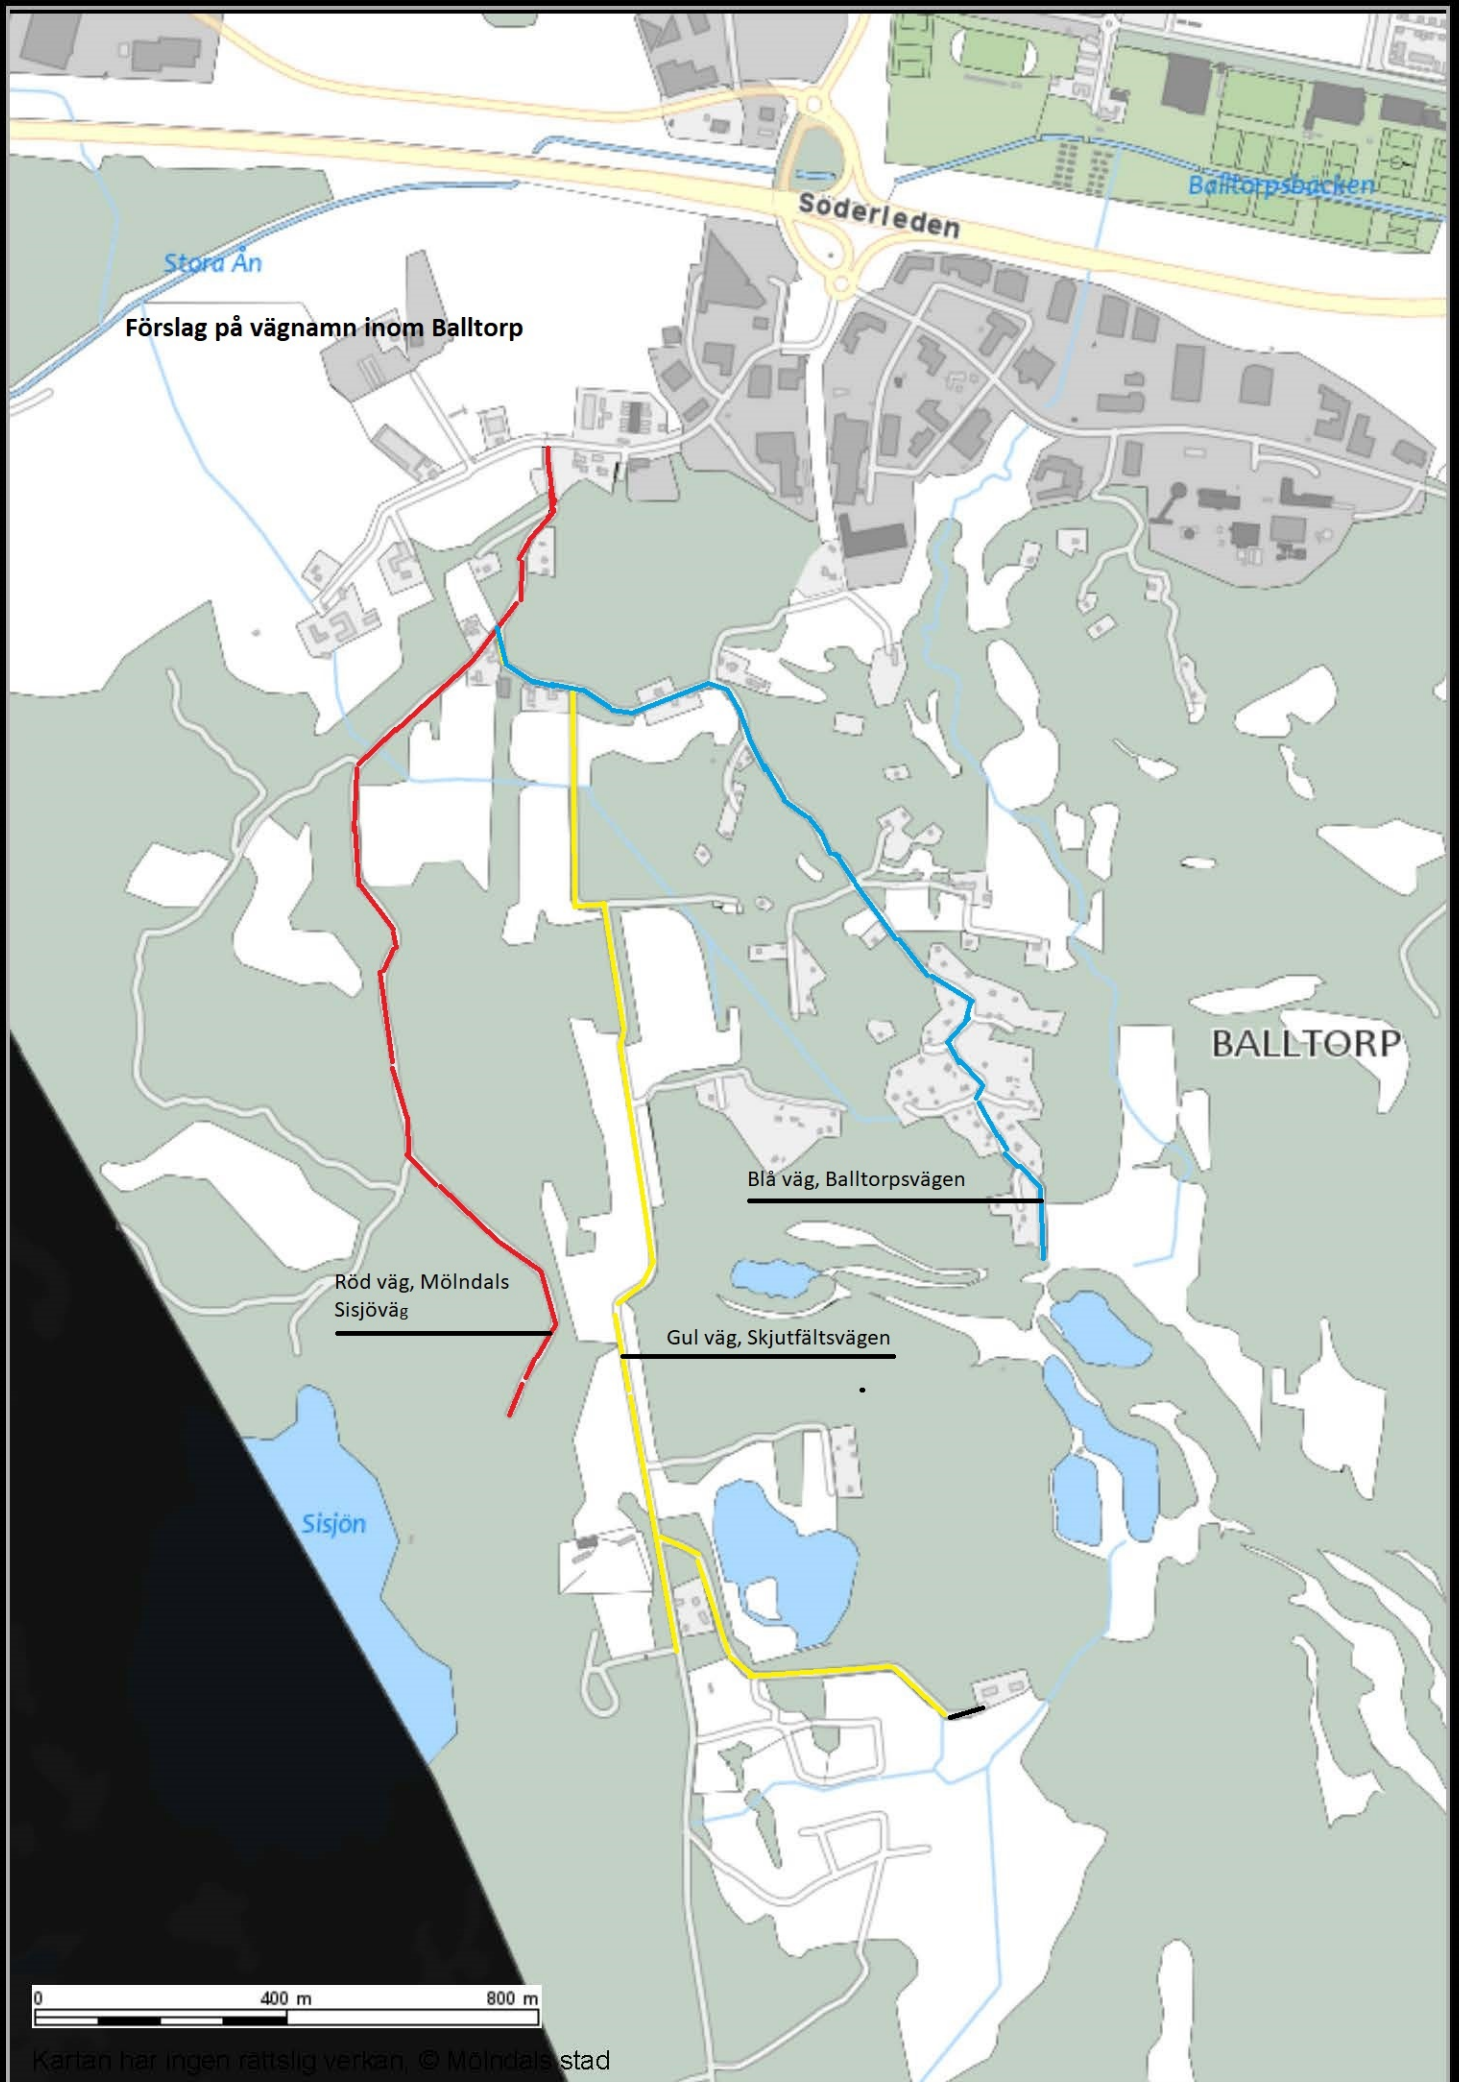 Söderleden
Balltorpsbäcken
Stora Ån
Förslag på vägnamn inom Balltorp
BALLTORP
Blå väg, Balltorpsvägen
Röd väg, Mölndals
Sisjöväg
Gul väg, Skjutfältsvägen
Sisjön
0 400 m 800 m
Kartan har ingen rättslig verkan. © Mölndals stad